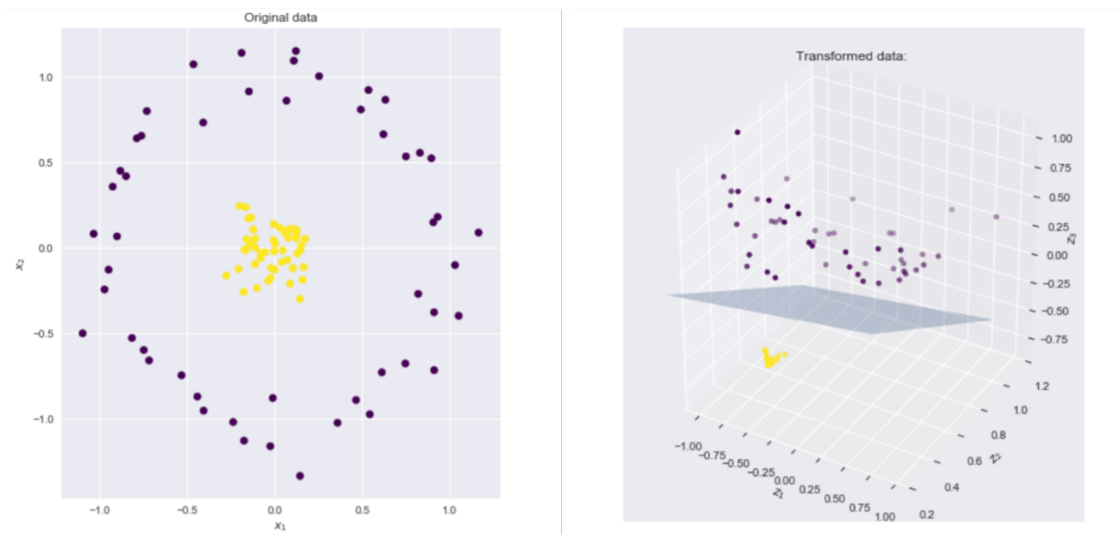 Original data
1.0
0.5
0.0
−0.5
−1.0
x₂
−1.0 −0.5 0.0 0.5 1.0
x₁
Transformed data:
1.00
0.75
0.50
0.25
0.00
−0.25
−0.50
−0.75
z₃
1.2
1.0
0.8
0.6
0.4
0.2
z₂
−1.00 −0.75 −0.50 −0.25 0.00 0.25 0.50 0.75 1.00
z₁